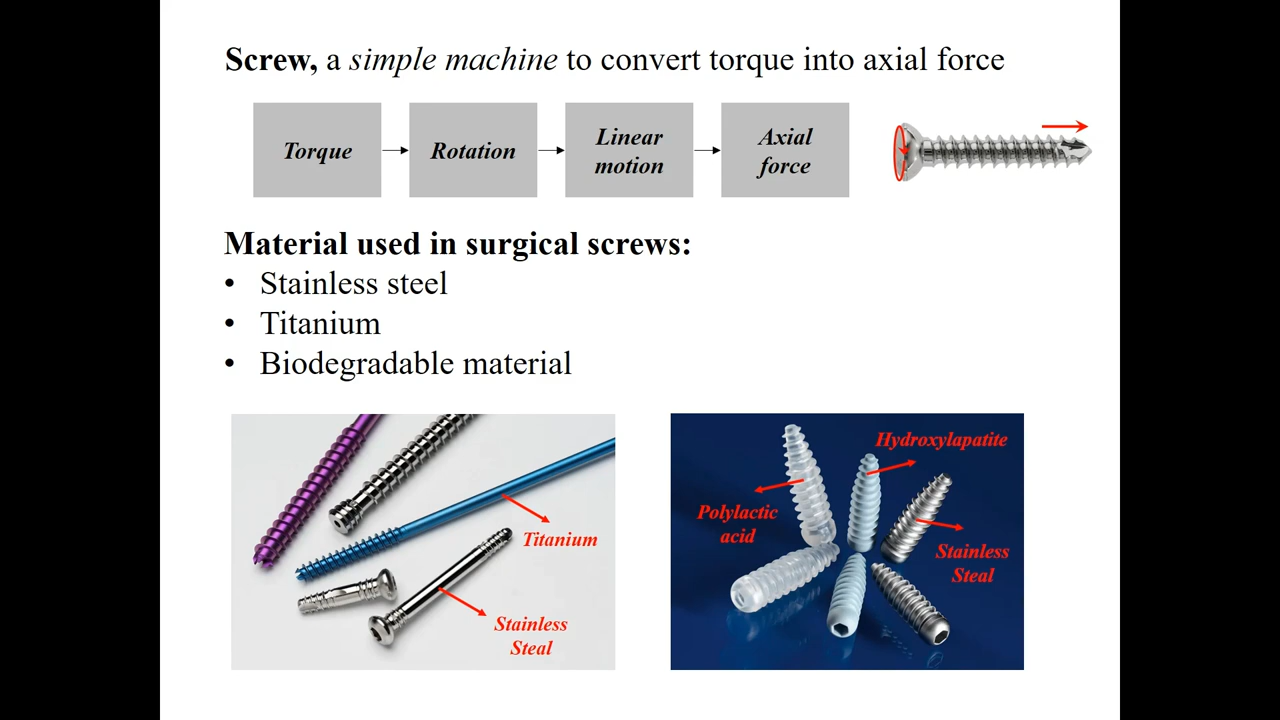 Screw, a simple machine to convert torque into axial force
Torque
Rotation
Linear
motion
Axial
force
Material used in surgical screws:
• Stainless steel
• Titanium
• Biodegradable material
Titanium
Stainless
Steal
Hydroxylapatite
Polylactic
acid
Stainless
Steal